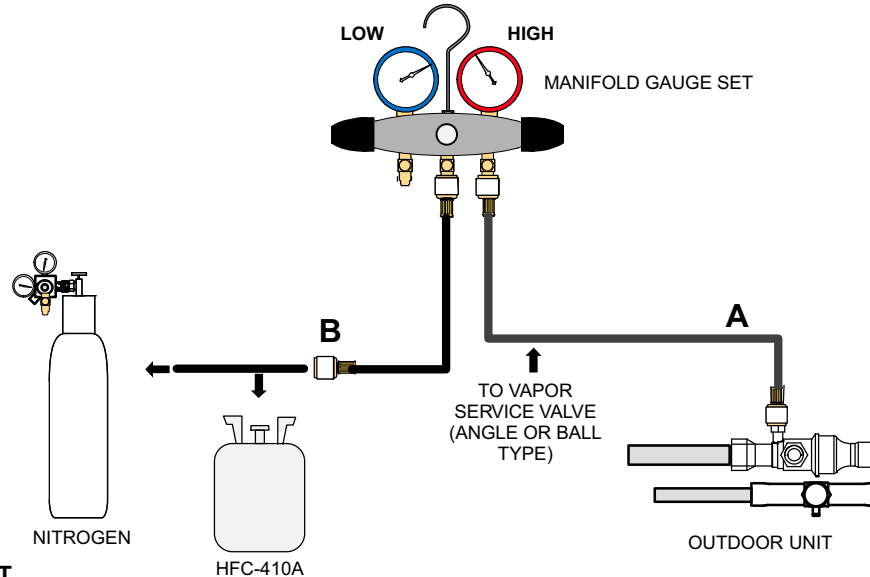 LOW
HIGH
MANIFOLD GAUGE SET
B
A
TO VAPOR
SERVICE VALVE
(ANGLE OR BALL
TYPE)
NITROGEN
OUTDOOR UNIT
HFC-410A
T